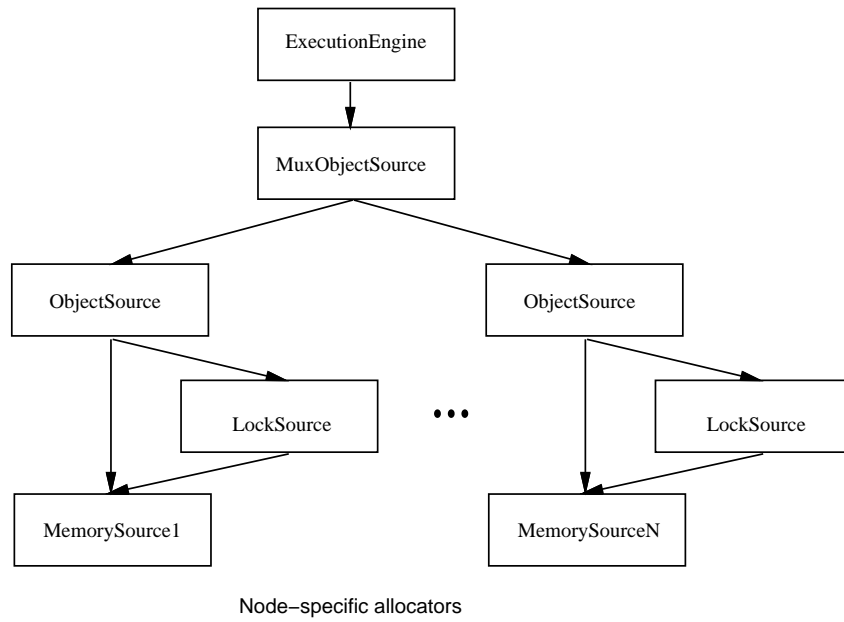 ExecutionEngine
MuxObjectSource
ObjectSource
ObjectSource
LockSource
•••
LockSource
MemorySource1
MemorySourceN
Node−specific allocators